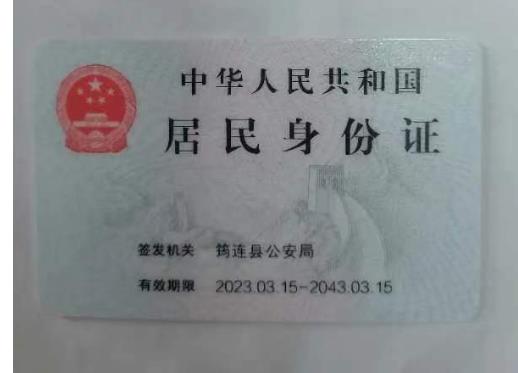 中华人民共和国
居民身份证
签发机关 筠连县公安局
有效期限 2023.03.15-2043.03.15